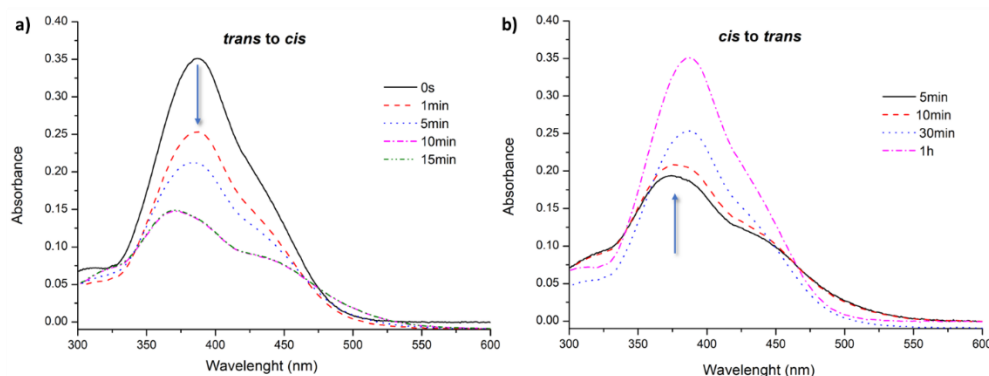 a)
trans to cis
0s
1min
5min
10min
15min
Absorbance
0.40
0.35
0.30
0.25
0.20
0.15
0.10
0.05
0.00
300 350 400 450 500 550 600
Wavelenght (nm)
b)
cis to trans
5min
10min
30min
1h
Absorbance
0.40
0.35
0.30
0.25
0.20
0.15
0.10
0.05
0.00
300 350 400 450 500 550 600
Wavelenght (nm)